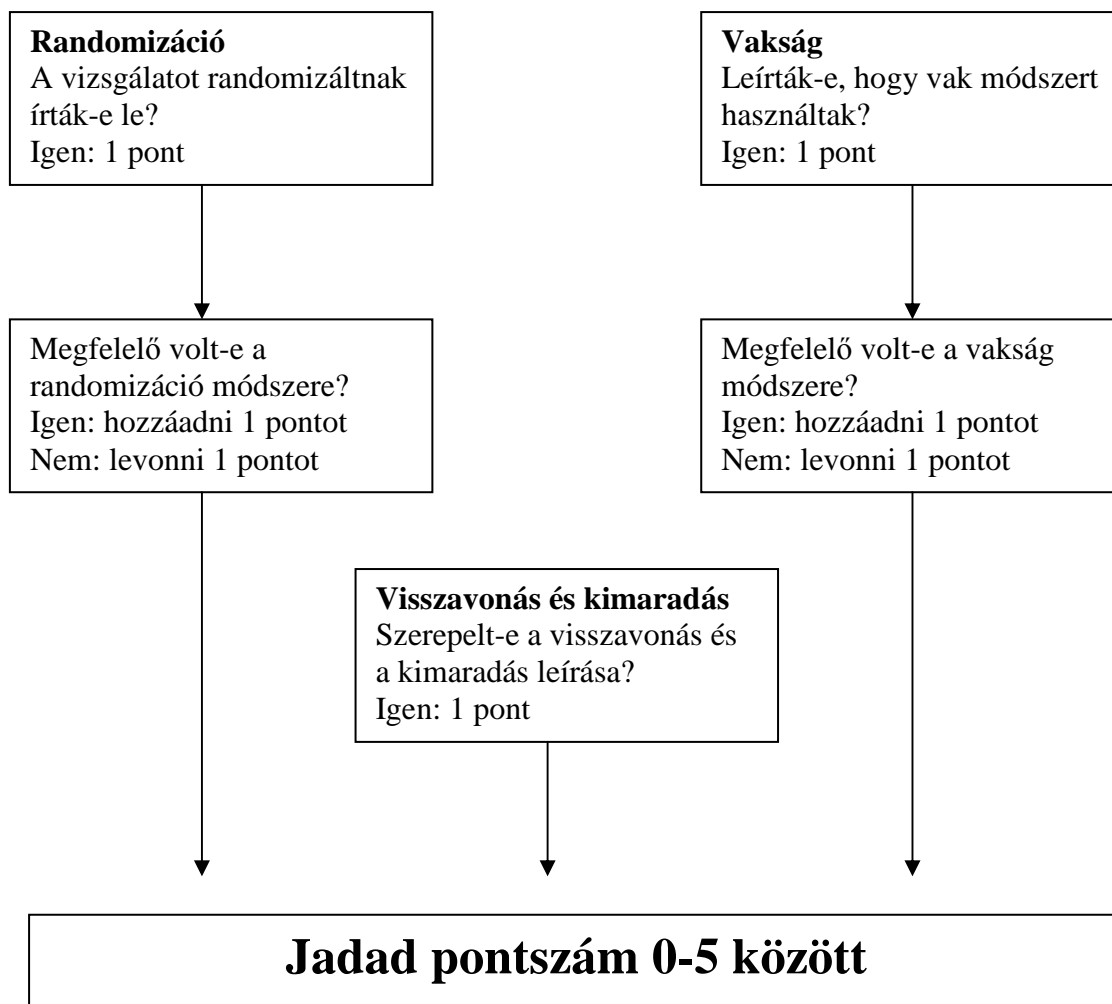 Randomizáció
A vizsgálatot randomizáltnak
írták-e le?
Igen: 1 pont
Vakság
Leírták-e, hogy vak módszert
használtak?
Igen: 1 pont
Megfelelő volt-e a
randomizáció módszere?
Igen: hozzáadni 1 pontot
Nem: levonni 1 pontot
Megfelelő volt-e a vakság
módszere?
Igen: hozzáadni 1 pontot
Nem: levonni 1 pontot
Visszavonás és kimaradás
Szerepelt-e a visszavonás és
a kimaradás leírása?
Igen: 1 pont
Jadad pontszám 0-5 között